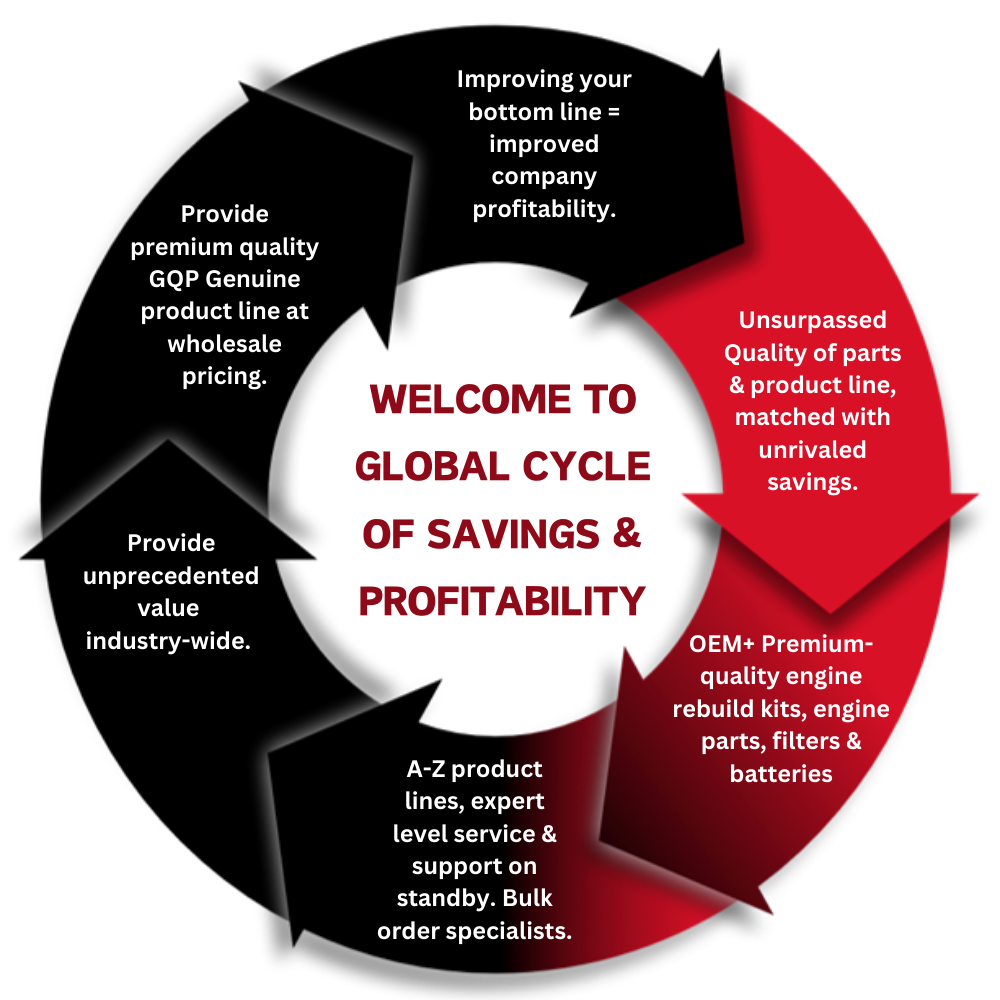 Improving your
bottom line =
improved
company
profitability.
Unsurpassed
Quality of parts
& product line,
matched with
unrivaled
savings.
OEM+ Premium-
quality engine
rebuild kits, engine
parts, filters &
batteries
A-Z product
lines, expert
level service &
support on
standby. Bulk
order specialists.
Provide
unprecedented
value
industry-wide.
Provide
premium quality
GQP Genuine
product line at
wholesale
pricing.
WELCOME TO
GLOBAL CYCLE
OF SAVINGS &
PROFITABILITY